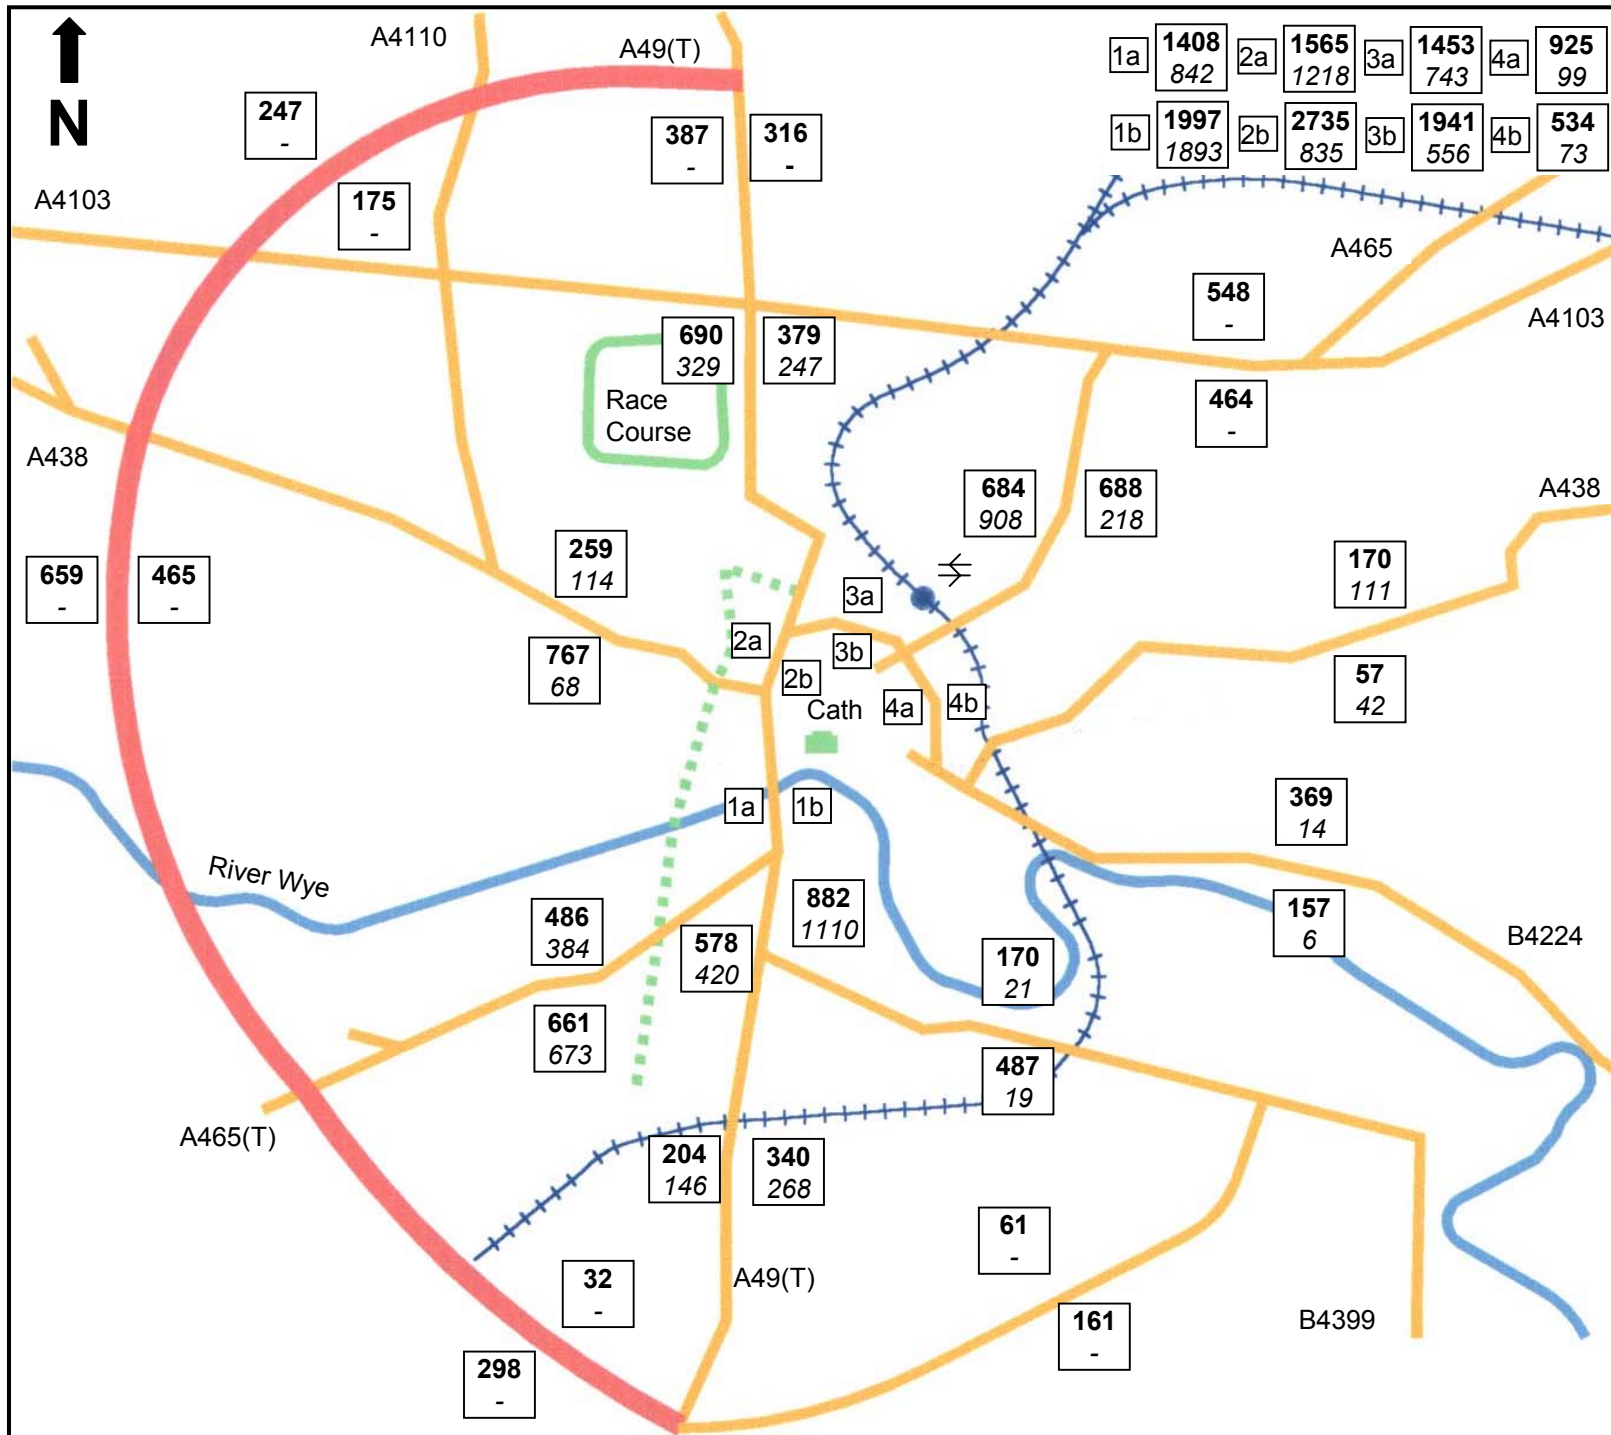 A4110
A49(T)
1a
1408
842
2a
1565
1218
3a
1453
743
4a
925
99
1b
1997
1893
2b
2735
835
3b
1941
556
4b
534
73
N
247
-
387
-
316
-
A4103
175
-
A465
548
-
A4103
690
329
379
247
Race
Course
464
-
A438
684
908
688
218
A438
259
114
170
111
659
-
465
-
3a
2a
3b
767
68
2b
57
42
Cath
4a
4b
1a
1b
369
14
River Wye
486
384
882
1110
578
420
157
6
B4224
170
21
661
673
487
19
A465(T)
204
146
340
268
61
-
32
-
A49(T)
161
-
B4399
298
-